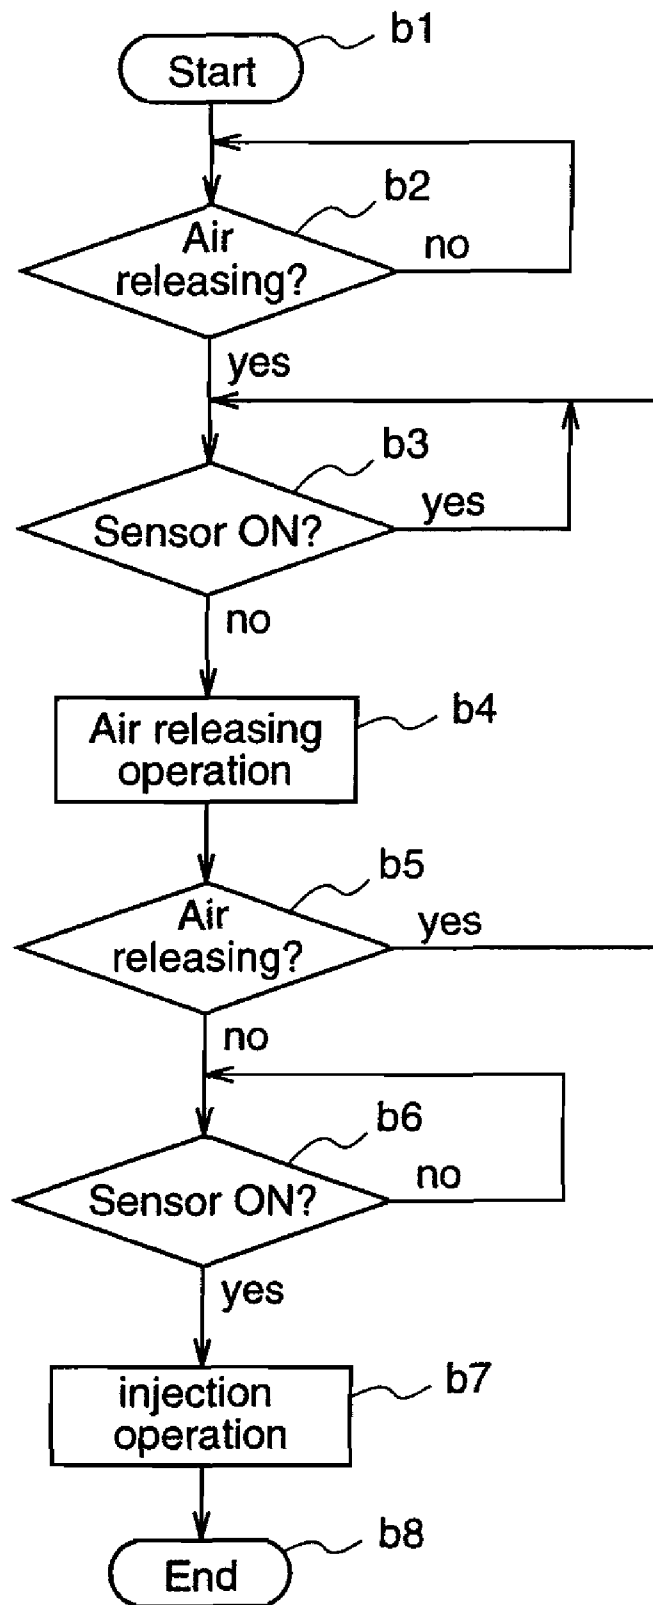 b1
Start
b2
Air
releasing?
no
yes
b3
Sensor ON?
yes
no
b4
Air releasing
operation
b5
Air
releasing?
yes
no
b6
Sensor ON?
no
yes
b7
injection
operation
b8
End